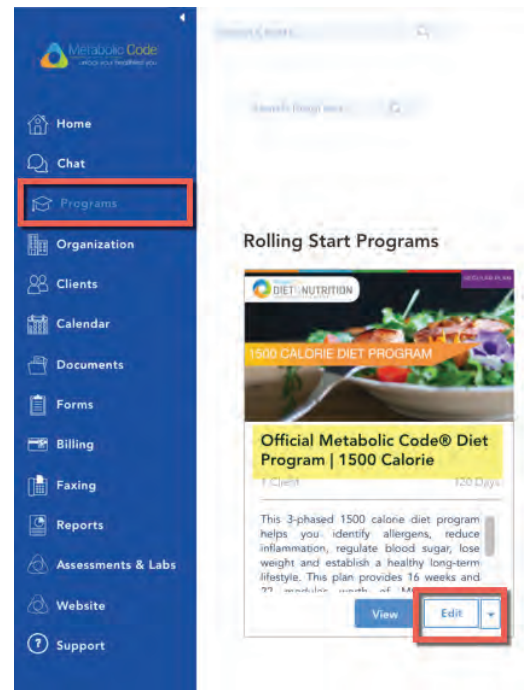 Metabolic Code
Home
Chat
Programs
Organization
Clients
Calendar
Documents
Forms
Billing
Faxing
Reports
Assessments & Labs
Website
Support
Rolling Start Programs
DIET NUTRITION
1500 CALORIE DIET PROGRAM
Official Metabolic Code® Diet
Program | 1500 Calorie
1 Client 120 Days
This 3-phased 1500 calorie diet program
helps you identify allergens, reduce
inflammation, regulate blood sugar, lose
weight and establish a healthy long-term
lifestyle. This plan provides 16 weeks and
View Edit